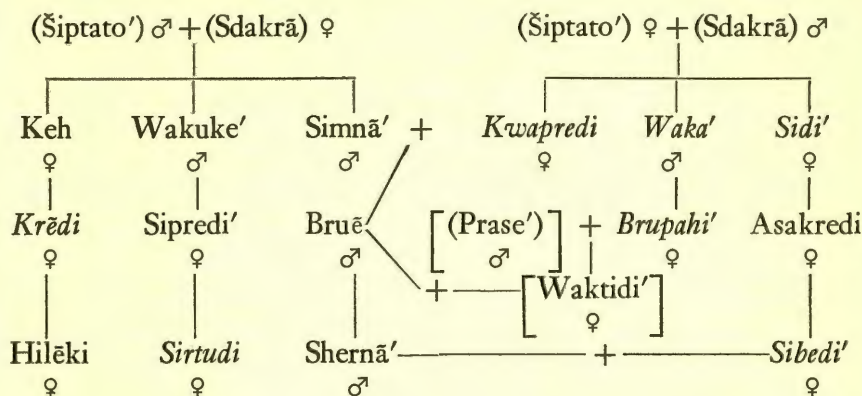 (Šiptato’) ♂ + (Sdakrā) ♀ (Šiptato’) ♀ + (Sdakrā) ♂
Keh Wakuke’ Simnā’ + Kwapredi Waka’ Sidi’
♀ ♂ ♂ ♀ ♂ ♀
Krēdi Sipredi’ Bruē [(Prase’)] + Brupahi’ Asakredi
♀ ♀ ♂ ♂ ♀ ♀
+ [Waktidi’]
♀
Hilēki Sirtudi Shernā’ + Sibedi’
♀ ♀ ♂ ♀